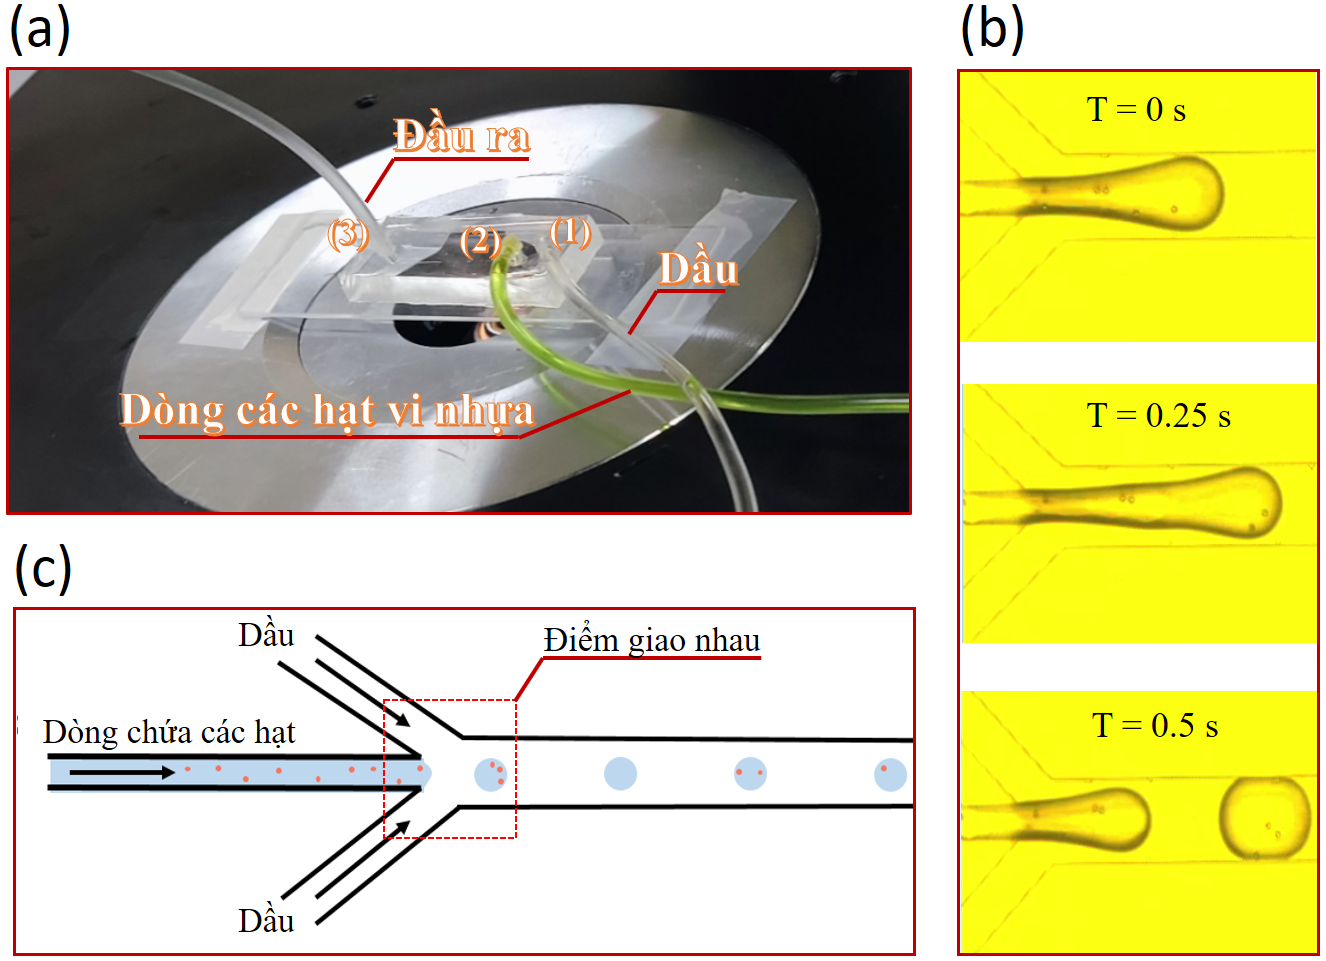 (a)
Đầu ra
(3)
(2)
(1)
Dầu
Dòng các hạt vi nhựa
(b)
T = 0 s
T = 0.25 s
T = 0.5 s
(c)
Dầu
Điểm giao nhau
Dòng chứa các hạt
Dầu